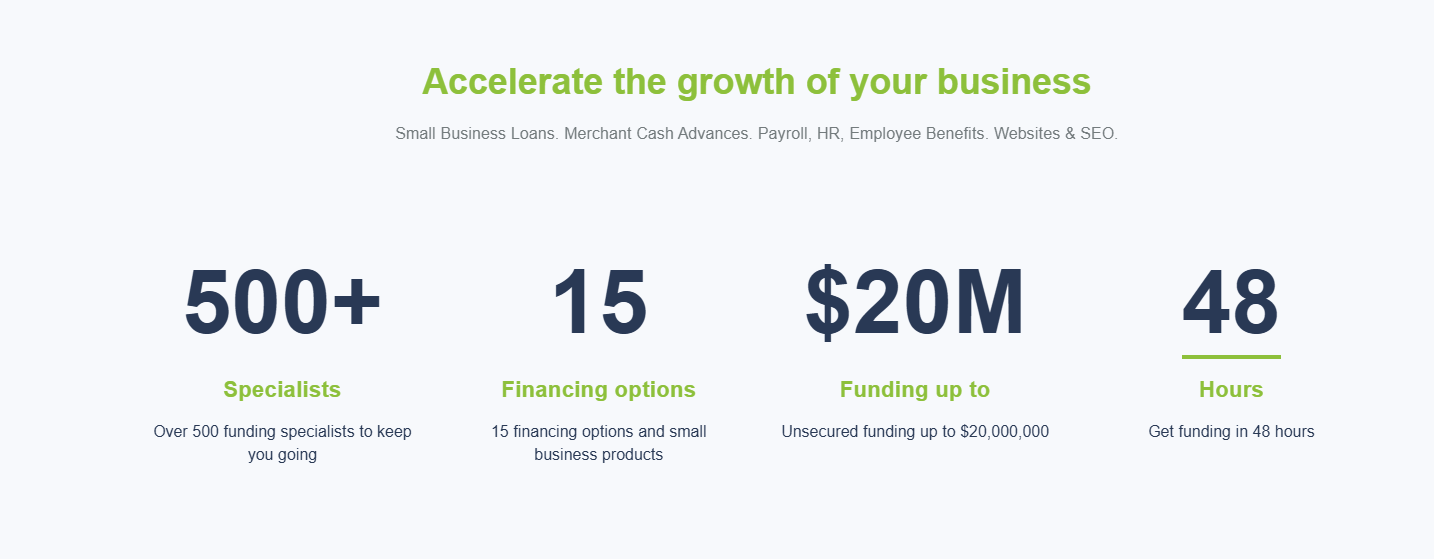 Accelerate the growth of your business
Small Business Loans. Merchant Cash Advances. Payroll, HR, Employee Benefits. Websites & SEO.
500+
Specialists
Over 500 funding specialists to keep
you going
15
Financing options
15 financing options and small
business products
$20M
Funding up to
Unsecured funding up to $20,000,000
48
Hours
Get funding in 48 hours